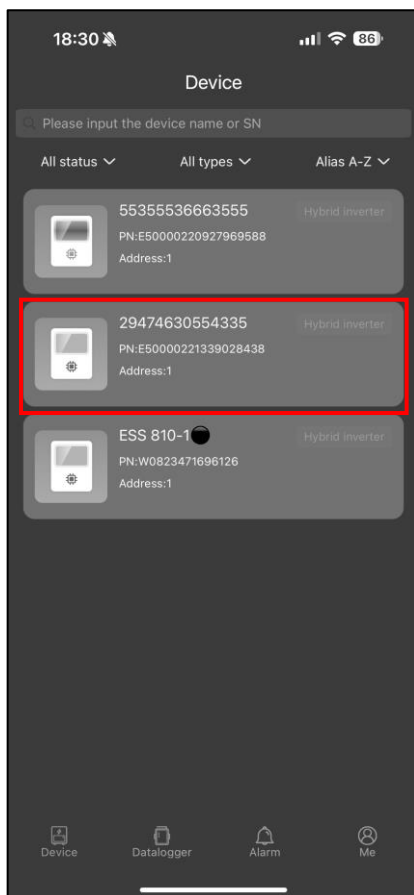 18:30
86
Device
Please input the device name or SN
All status All types Alias A-Z
55355536663555 Hybrid inverter
PN:E50000220927969588
Address:1
29474630554335 Hybrid inverter
PN:E50000221339028438
Address:1
ESS 810-1 Hybrid inverter
PN:W0823471696126
Address:1
Device Datalogger Alarm Me